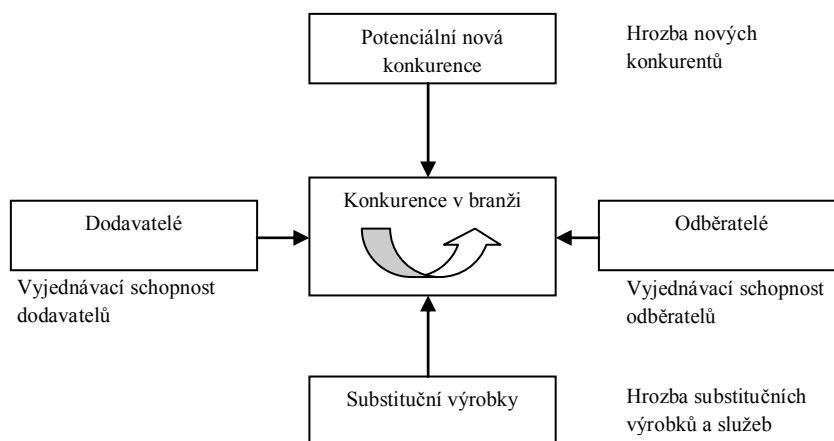 Potenciální nová
konkurence
Hrozba nových
konkurentů
Konkurence v branži
Dodavatelé
Odběratelé
Vyjednávací schopnost
dodavatelů
Vyjednávací schopnost
odběratelů
Substituční výrobky
Hrozba substitučních
výrobků a služeb